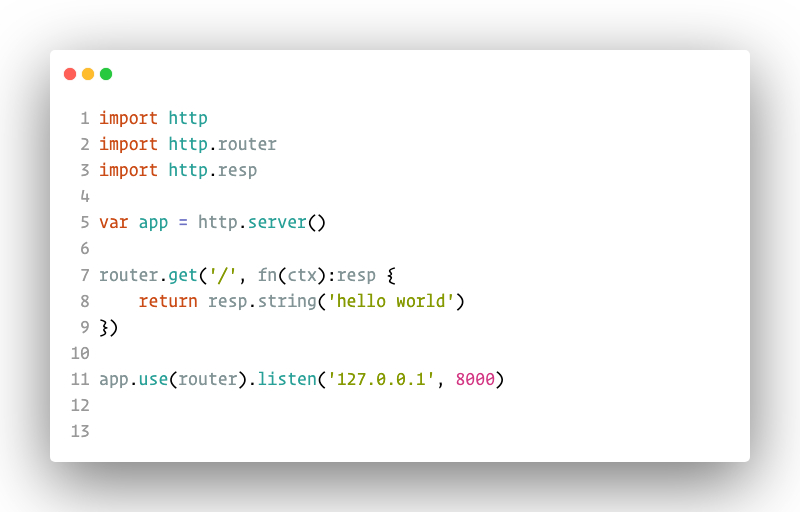 1 import http
2 import http.router
3 import http.resp
4
5 var app = http.server()
6
7 router.get('/', fn(ctx):resp {
8     return resp.string('hello world')
9 })
10
11 app.use(router).listen('127.0.0.1', 8000)
12
13